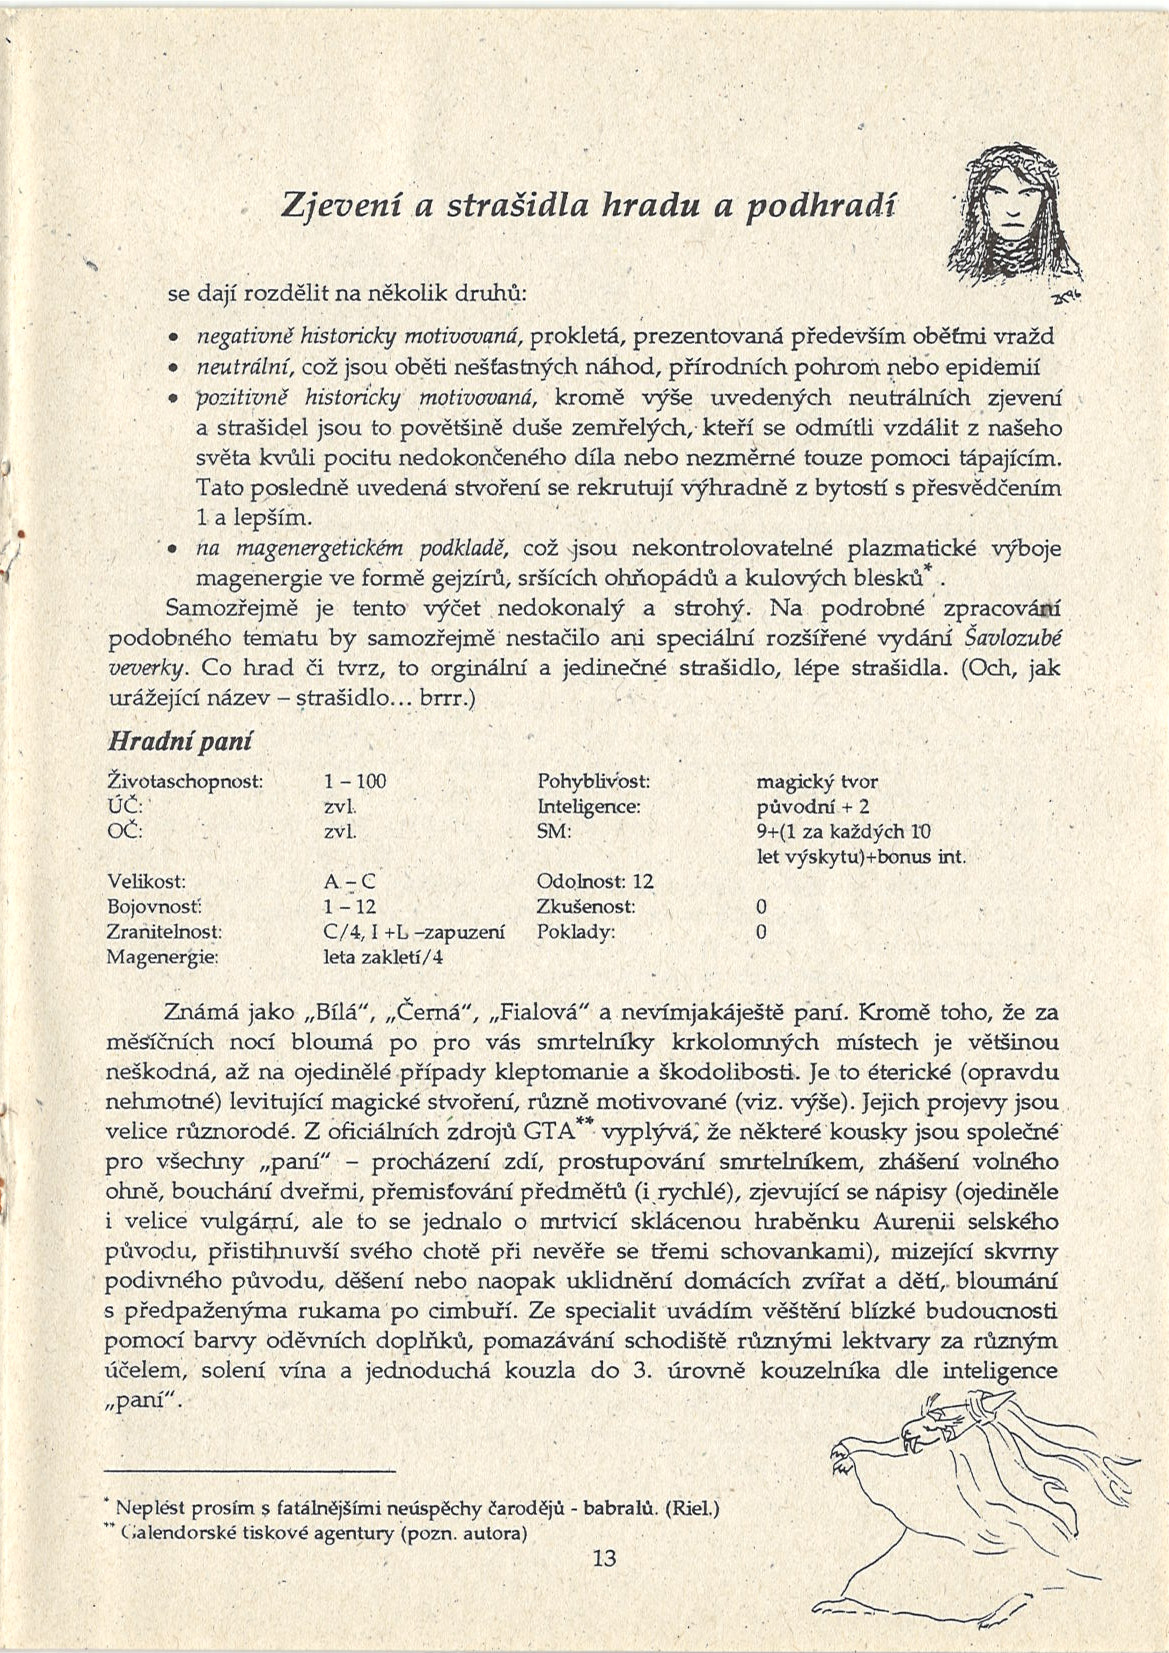 Zjevení a strašidla hradu a podhradí
ZK96
se dají rozdělit na několik druhů:
• negativně historicky motivovaná, prokletá, prezentovaná především oběťmi vražd
• neutrální, což jsou oběti nešťastných náhod, přírodních pohrom nebo epidemií
• pozitivně historicky motivovaná, kromě výše uvedených neutrálních zjevení
a strašidel jsou to povětšině duše zemřelých, kteří se odmítli vzdálit z našeho
světa kvůli pocitu nedokončeného díla nebo nezměrné touze pomoci tápajícím.
Tato posledně uvedená stvoření se rekrutují výhradně z bytostí s přesvědčením
1 a lepším.
• na magenergetickém podkladě, což jsou nekontrolovatelné plazmatické výboje
magenergie ve formě gejzírů, sršících ohňopádů a kulových blesků* .
Samozřejmě je tento výčet nedokonalý a strohý. Na podrobné zpracování
podobného tematu by samozřejmě nestačilo ani speciální rozšířené vydání Šavlozubé
veverky. Co hrad či tvrz, to orginální a jedinečné strašidlo, lépe strašidla. (Och, jak
urážející název – strašidlo... brrr.)
Hradní paní
Životaschopnost: 1 – 100 Pohyblivost: magický tvor
ÚČ: zvl. Inteligence: původní + 2
OČ: zvl. SM: 9+(1 za každých 10
let výskytu)+bonus int.
Velikost: A – C Odolnost: 12
Bojovnosť: 1 – 12 Zkušenost: 0
Zranitelnost: C/4, I +L –zapuzení Poklady: 0
Magenergie: leta zakletí/4
Známá jako „Bílá“, „Černá“, „Fialová“ a nevímjakáještě paní. Kromě toho, že za
měsíčních nocí bloumá po pro vás smrtelníky krkolomných místech je většinou
neškodná, až na ojedinělé případy kleptomanie a škodolibosti. Je to éterické (opravdu
nehmotné) levitující magické stvoření, různě motivované (viz. výše). Jejich projevy jsou
velice různorodé. Z oficiálních zdrojů GTA** vyplývá, že některé kousky jsou společné
pro všechny „paní“ – procházení zdí, prostupování smrtelníkem, zhášení volného
ohně, bouchání dveřmi, přemisťování předmětů (i rychlé), zjevující se nápisy (ojediněle
i velice vulgární, ale to se jednalo o mrtvicí sklácenou hraběnku Aurenii selského
původu, přistihnuvší svého chotě při nevěře se třemi schovankami), mizející skvrny
podivného původu, děšení nebo naopak uklidnění domácích zvířat a dětí, bloumání
s předpaženýma rukama po cimbuří. Ze specialit uvádím věštění blízké budoucnosti
pomocí barvy oděvních doplňků, pomazávání schodiště různými lektvary za různým
účelem, solení vína a jednoduchá kouzla do 3. úrovně kouzelníka dle inteligence
„paní“.
* Neplést prosím s fatálnějšími neúspěchy čarodějů - babralů. (Riel.)
** Galendorské tiskové agentury (pozn. autora)
13